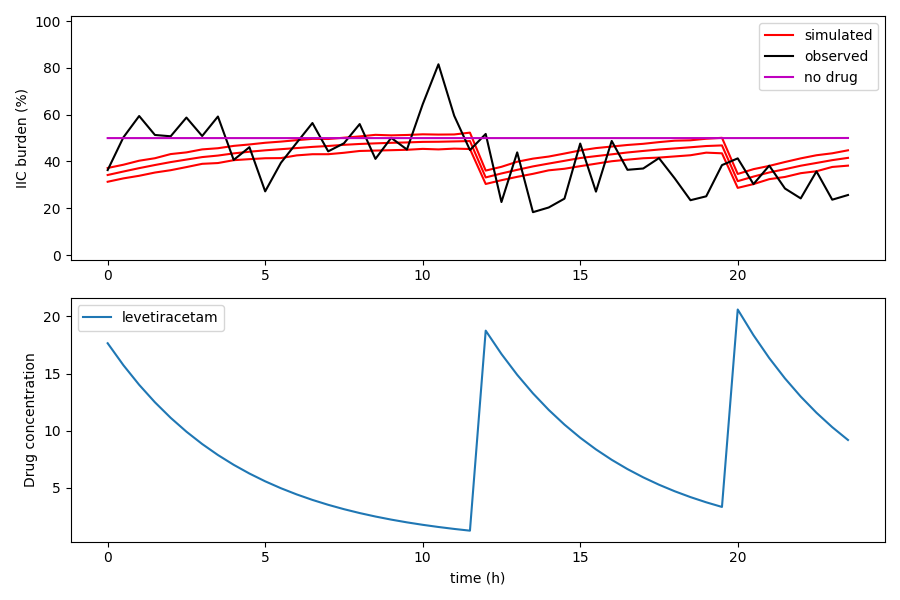 100
80
60
40
20
0
IIC burden (%)
simulated
observed
no drug
0 5 10 15 20
levetiracetam
20
15
10
5
Drug concentration
0 5 10 15 20
time (h)